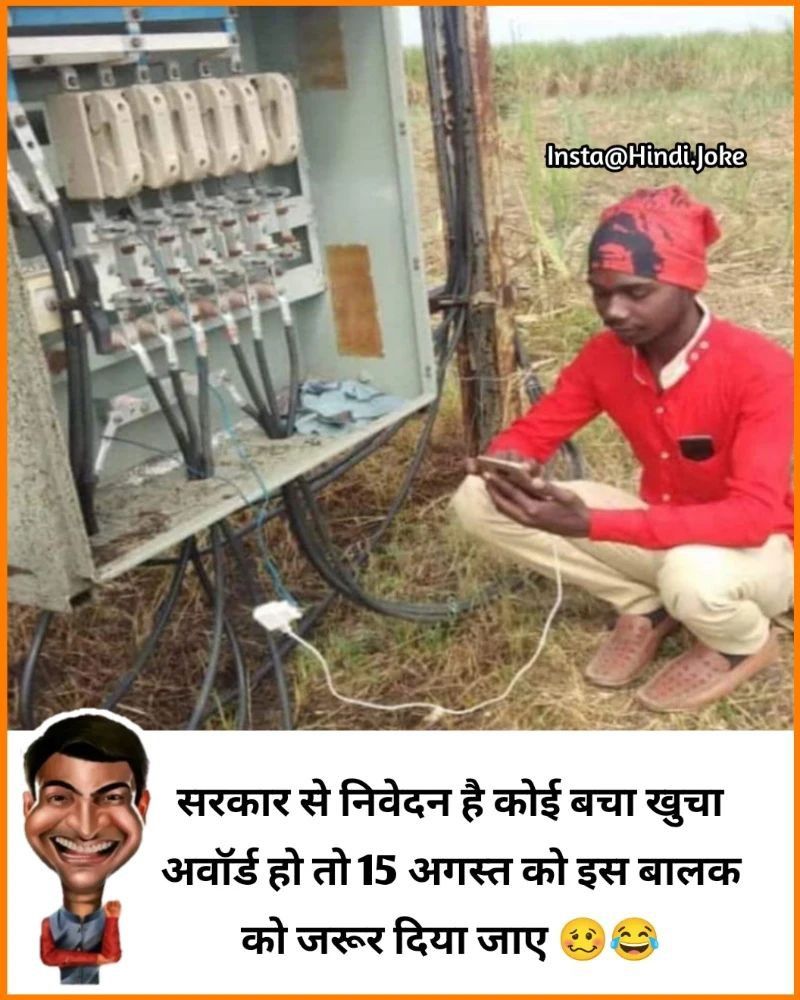 Insta@Hindi.Joke
सरकार से निवेदन है कोई बचा खुचा
अवॉर्ड हो तो 15 अगस्त को इस बालक
को जरूर दिया जाए 🥴😂